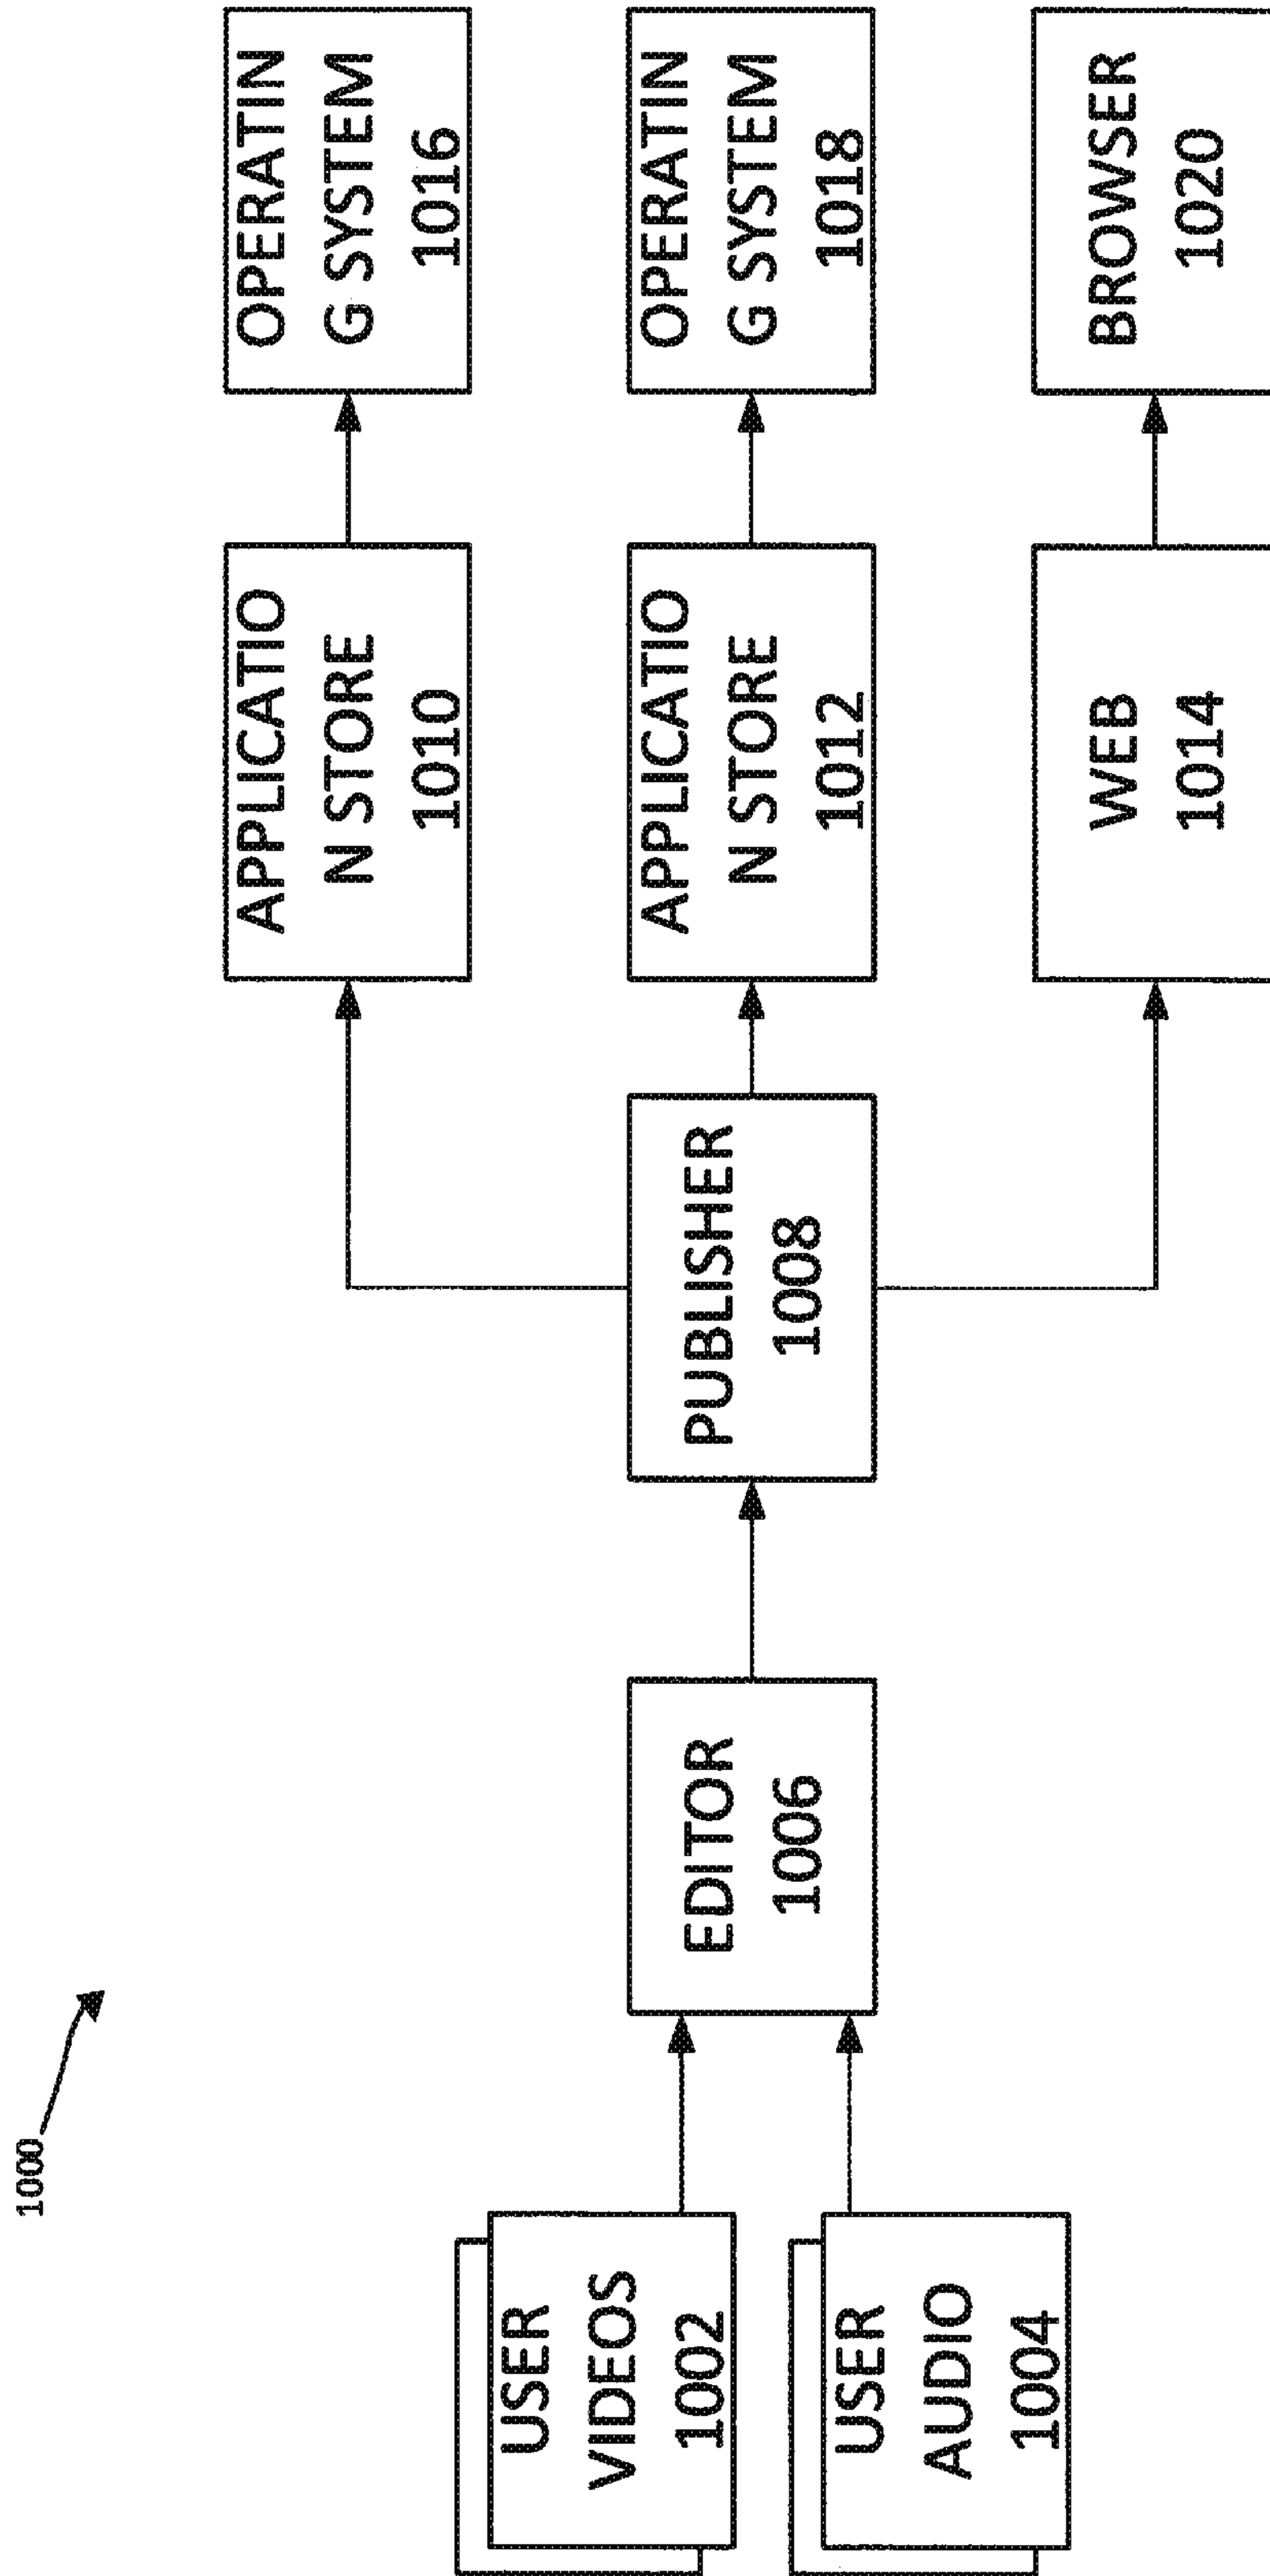 1000
USER
VIDEOS
1002
USER
AUDIO
1004
EDITOR
1006
PUBLISHER
1008
APPLICATIO
N STORE
1010
APPLICATIO
N STORE
1012
WEB
1014
OPERATIN
G SYSTEM
1016
OPERATIN
G SYSTEM
1018
BROWSER
1020